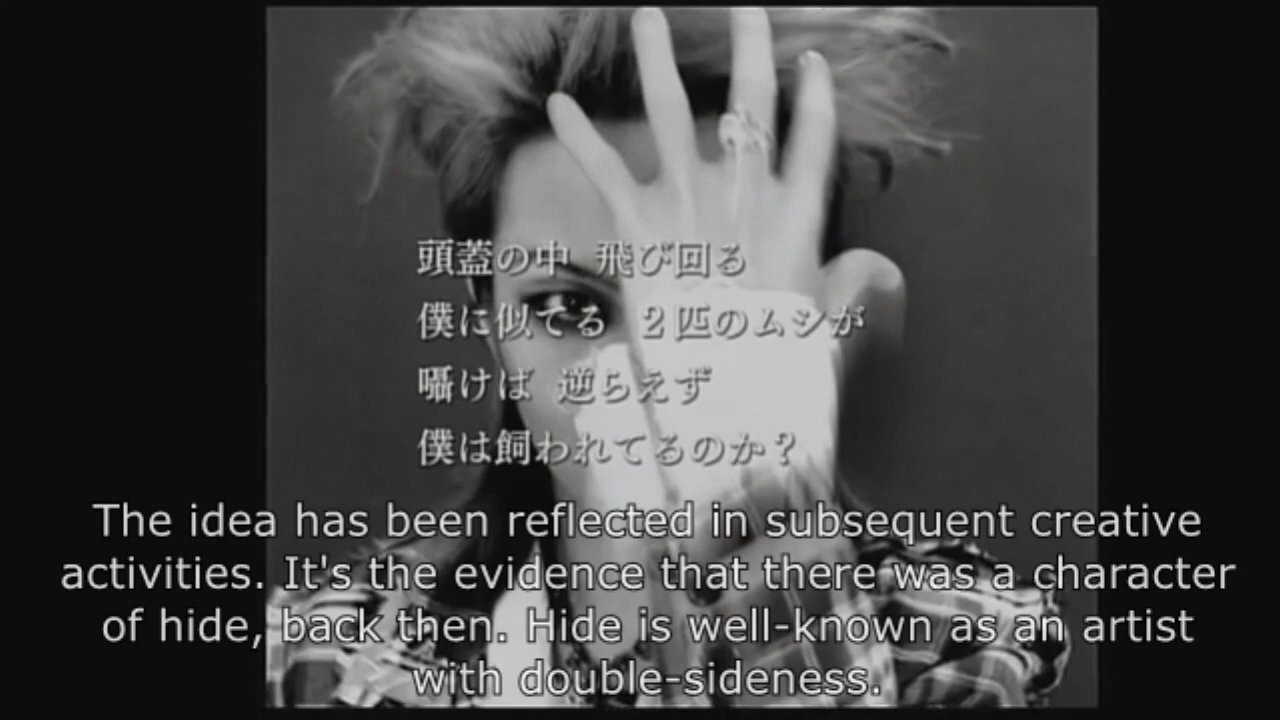 頭蓋の中 飛び回る
僕に似てる ２匹のムシが
囁けば 逆らえず
僕は飼われてるのか？
The idea has been reflected in subsequent creative
activities. It's the evidence that there was a character
of hide, back then. Hide is well-known as an artist
with double-sideness.